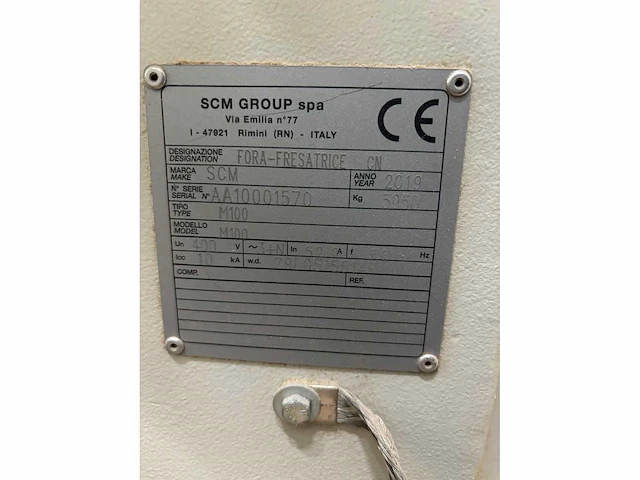 SCM GROUP spa
Via Emilia n°77
I - 47921 Rimini (RN) - ITALY
CE
DESIGNAZIONE
DESIGNATION FORA-FRESATRICE CN
MARCA
MAKE SCM
ANNO
YEAR 2019
N° SERIE
SERIAL N° AA10001570
Kg
TIPO
TYPE M100
MODELLO
MODEL M100
Un 400 V ~ 3+N In A f Hz
Icc 10 kA w.d.
COMP. REF.